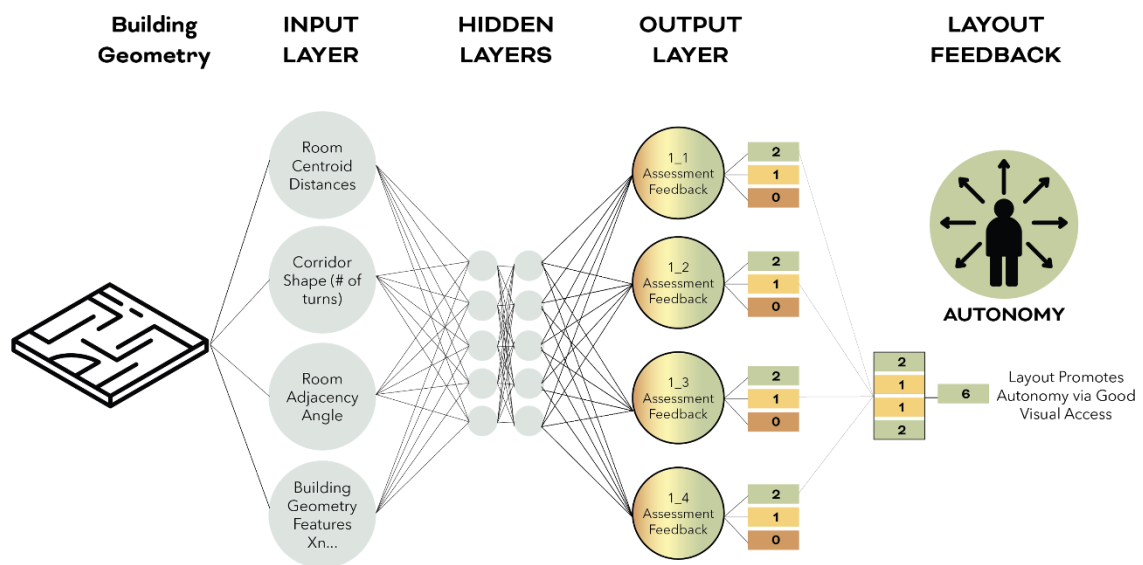 Building
Geometry
INPUT
LAYER
HIDDEN
LAYERS
OUTPUT
LAYER
LAYOUT
FEEDBACK
Room
Centroid
Distances
Corridor
Shape (# of
turns)
Room
Adjacency
Angle
Building
Geometry
Features
Xn...
1_1
Assessment
Feedback
2
1
0
1_2
Assessment
Feedback
2
1
0
1_3
Assessment
Feedback
2
1
0
1_4
Assessment
Feedback
2
1
0
AUTONOMY
2
1
1
2
6
Layout Promotes
Autonomy via Good
Visual Access